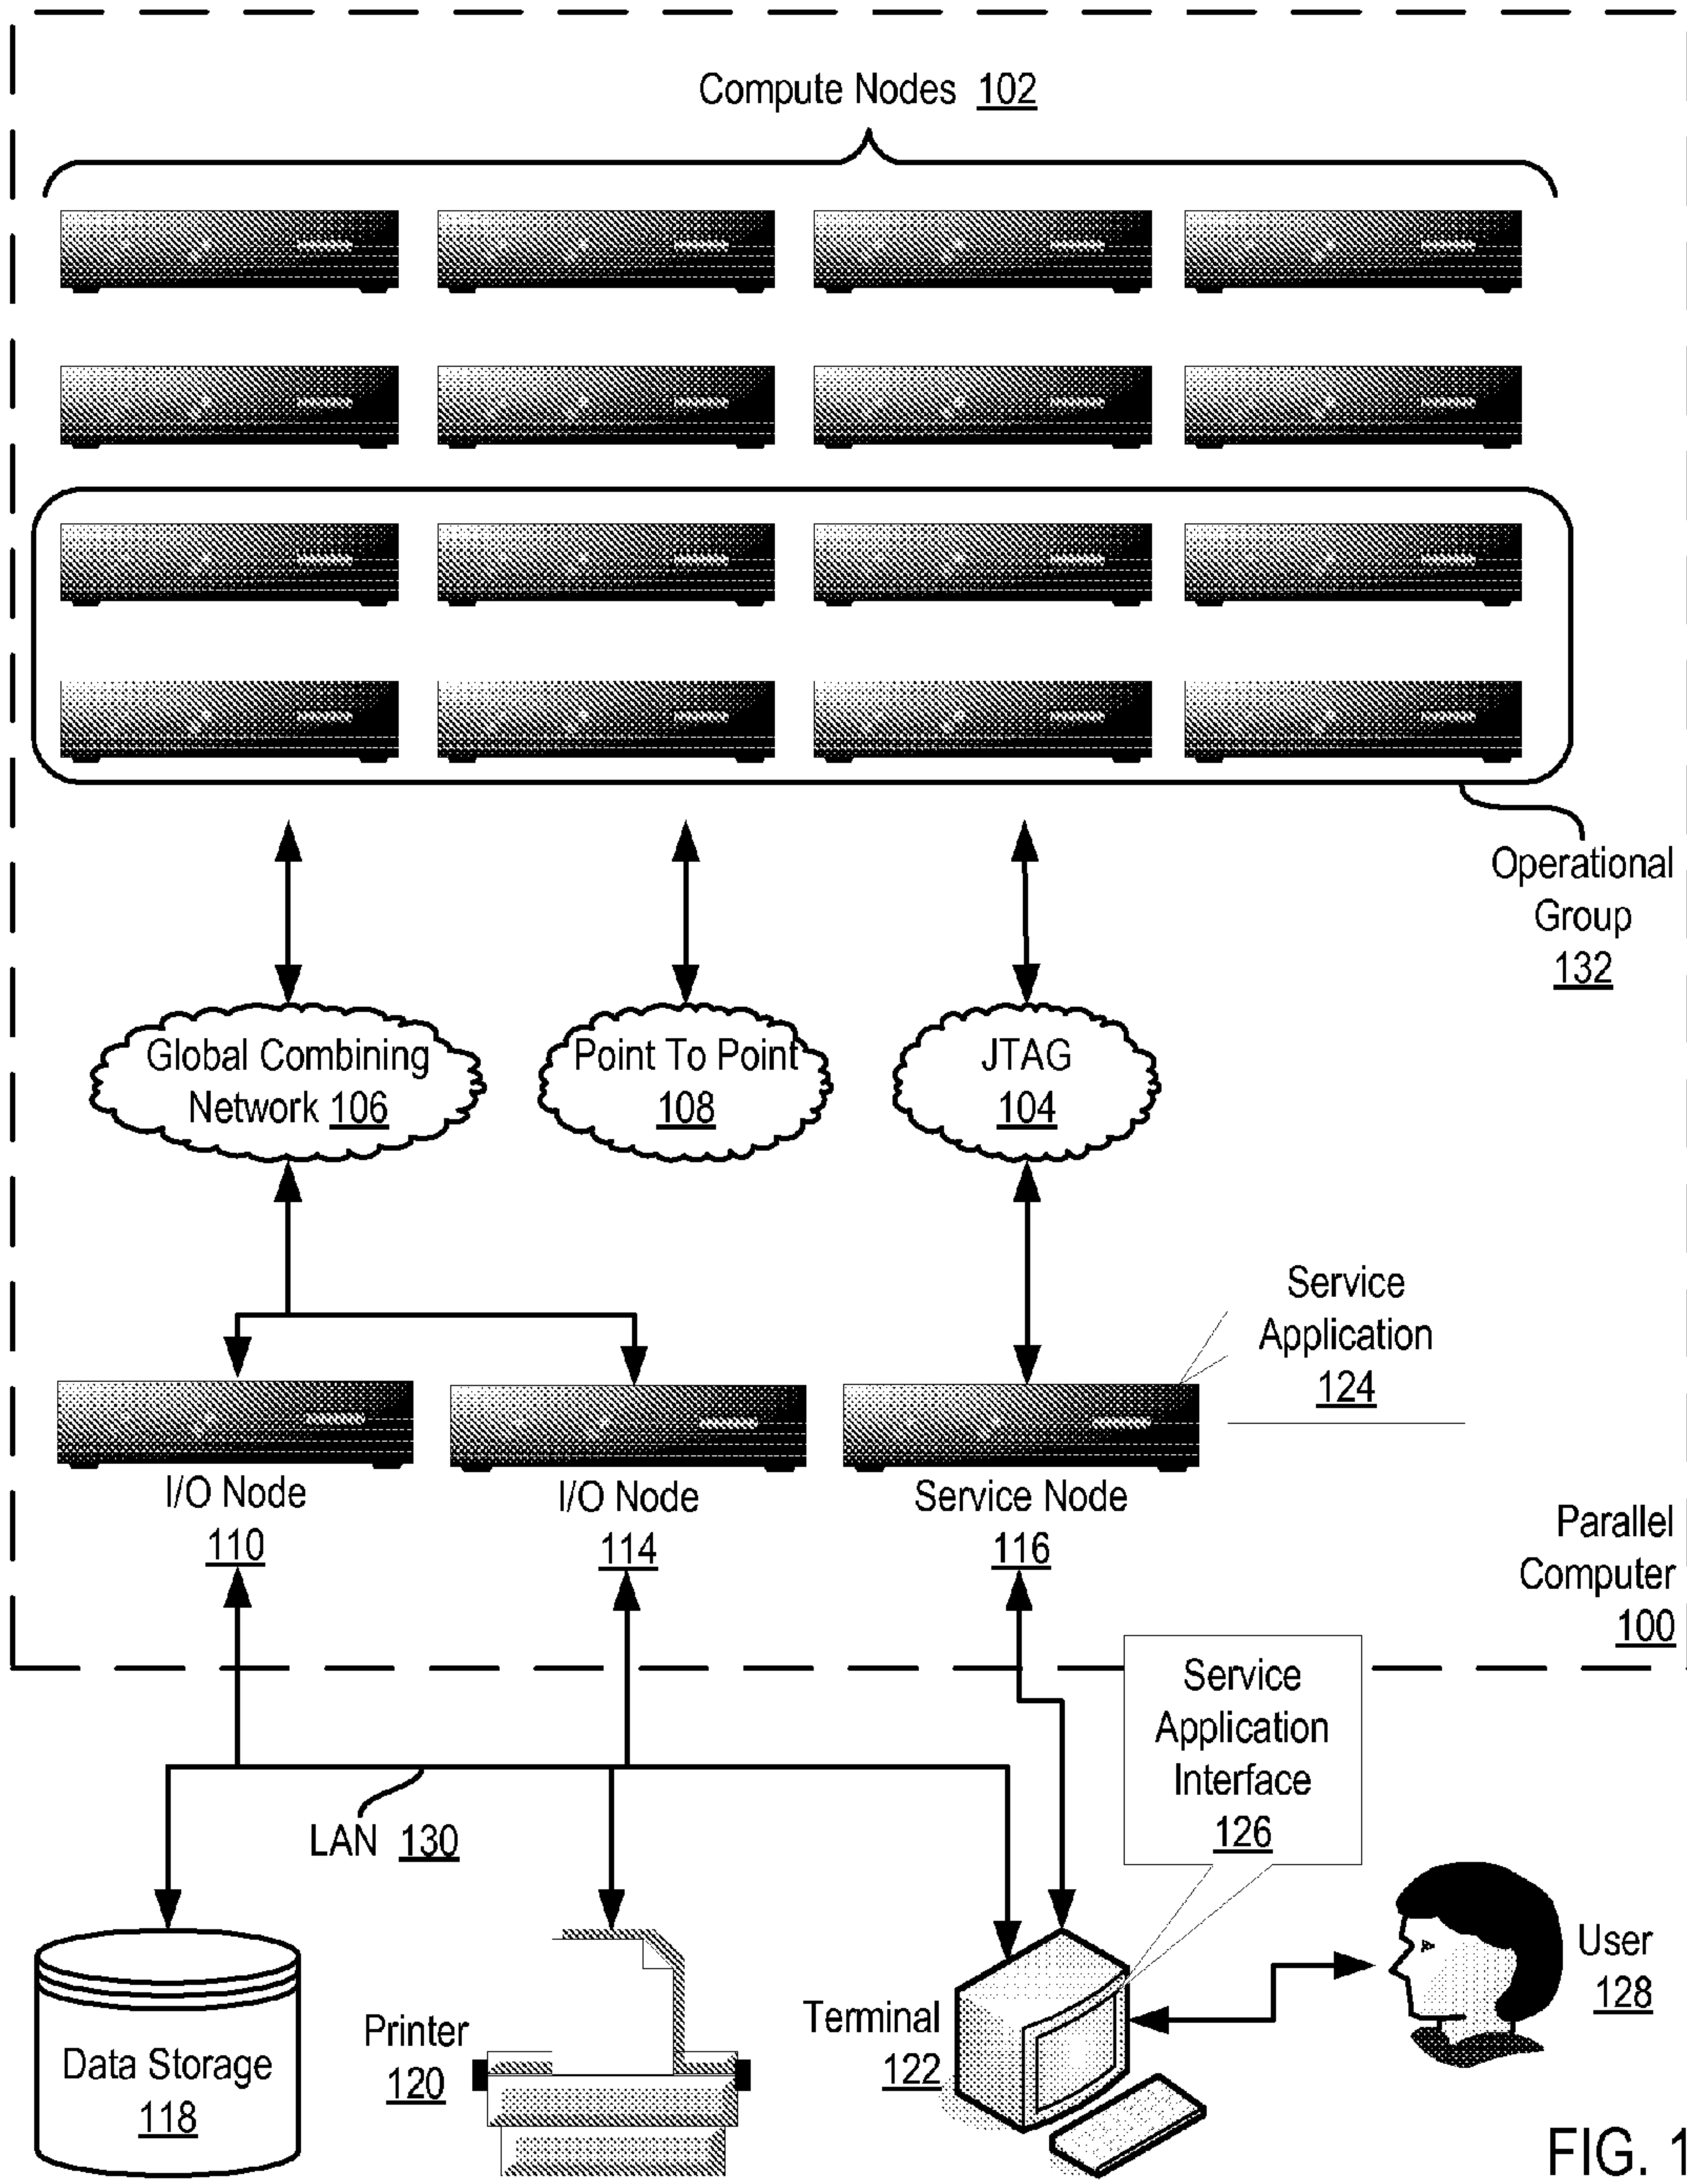 Compute Nodes 102
Operational
Group
132
Global Combining
Network 106
Point To Point
108
JTAG
104
Service
Application
124
I/O Node
110
I/O Node
114
Service Node
116
Parallel
Computer
100
Service
Application
Interface
126
LAN 130
Data Storage
118
Printer
120
Terminal
122
User
128
FIG. 1